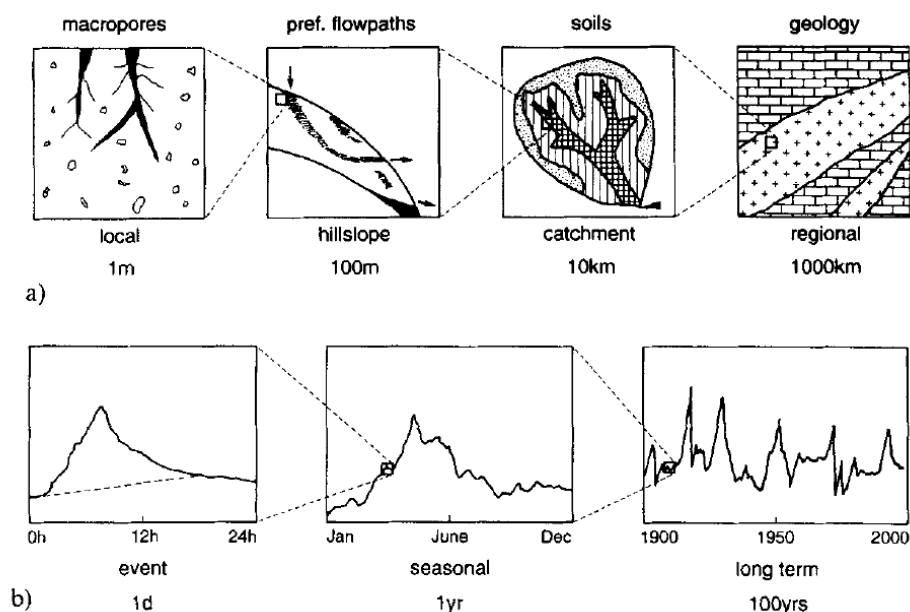 macropores pref. flowpaths soils geology
local hillslope catchment regional
1m 100m 10km 1000km
a)
0h 12h 24h Jan June Dec 1900 1950 2000
event seasonal long term
b) 1d 1yr 100yrs